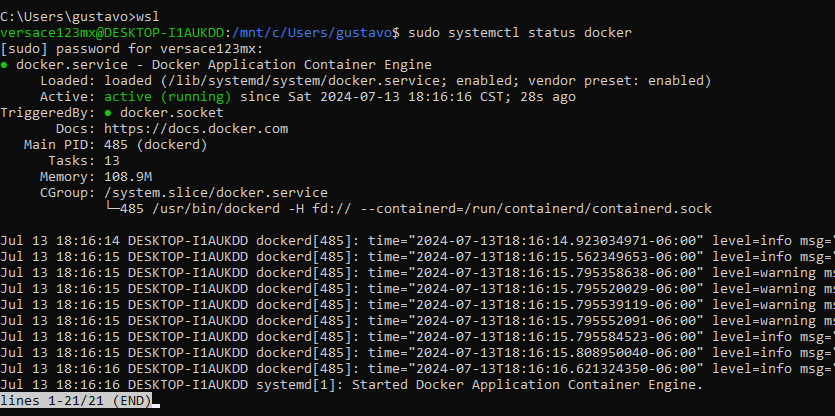 C:\Users\gustavo>wsl
versace123mx@DESKTOP-I1AUKDD:/mnt/c/Users/gustavo$ sudo systemctl status docker
[sudo] password for versace123mx:
● docker.service - Docker Application Container Engine
     Loaded: loaded (/lib/systemd/system/docker.service; enabled; vendor preset: enabled)
     Active: active (running) since Sat 2024-07-13 18:16:16 CST; 28s ago
TriggeredBy: ● docker.socket
       Docs: https://docs.docker.com
   Main PID: 485 (dockerd)
      Tasks: 13
     Memory: 108.9M
     CGroup: /system.slice/docker.service
             └─485 /usr/bin/dockerd -H fd:// --containerd=/run/containerd/containerd.sock
Jul 13 18:16:14 DESKTOP-I1AUKDD dockerd[485]: time="2024-07-13T18:16:14.923034971-06:00" level=info msg="
Jul 13 18:16:15 DESKTOP-I1AUKDD dockerd[485]: time="2024-07-13T18:16:15.562349653-06:00" level=info msg="
Jul 13 18:16:15 DESKTOP-I1AUKDD dockerd[485]: time="2024-07-13T18:16:15.795358638-06:00" level=warning ms
Jul 13 18:16:15 DESKTOP-I1AUKDD dockerd[485]: time="2024-07-13T18:16:15.795520029-06:00" level=warning ms
Jul 13 18:16:15 DESKTOP-I1AUKDD dockerd[485]: time="2024-07-13T18:16:15.795539119-06:00" level=warning ms
Jul 13 18:16:15 DESKTOP-I1AUKDD dockerd[485]: time="2024-07-13T18:16:15.795552091-06:00" level=warning ms
Jul 13 18:16:15 DESKTOP-I1AUKDD dockerd[485]: time="2024-07-13T18:16:15.795584523-06:00" level=info msg="
Jul 13 18:16:15 DESKTOP-I1AUKDD dockerd[485]: time="2024-07-13T18:16:15.808950040-06:00" level=info msg="
Jul 13 18:16:16 DESKTOP-I1AUKDD dockerd[485]: time="2024-07-13T18:16:16.621324350-06:00" level=info msg="
Jul 13 18:16:16 DESKTOP-I1AUKDD systemd[1]: Started Docker Application Container Engine.
lines 1-21/21 (END)